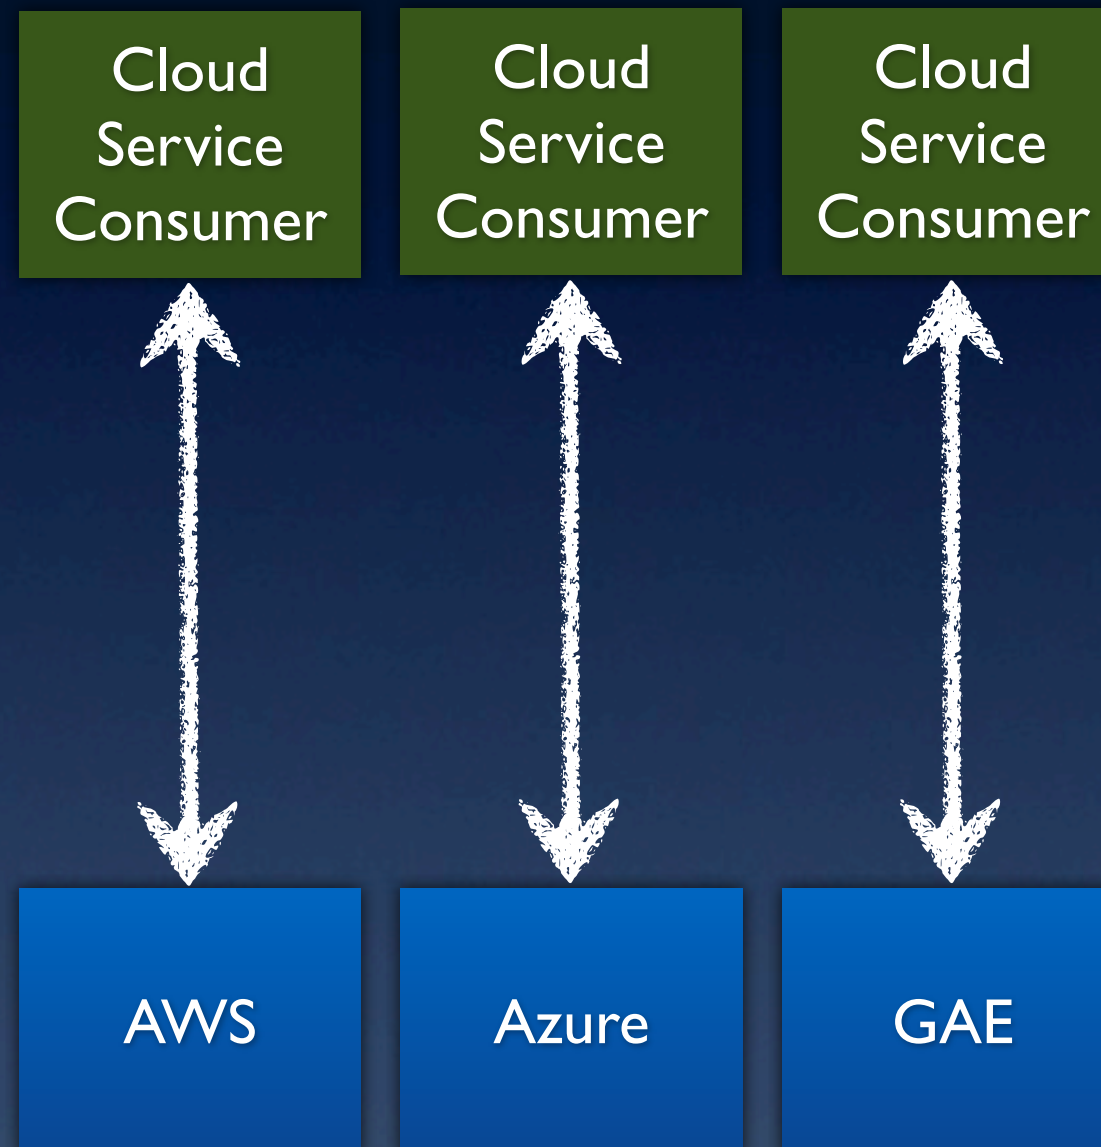 Cloud
Service
Consumer
Cloud
Service
Consumer
Cloud
Service
Consumer
AWS
Azure
GAE